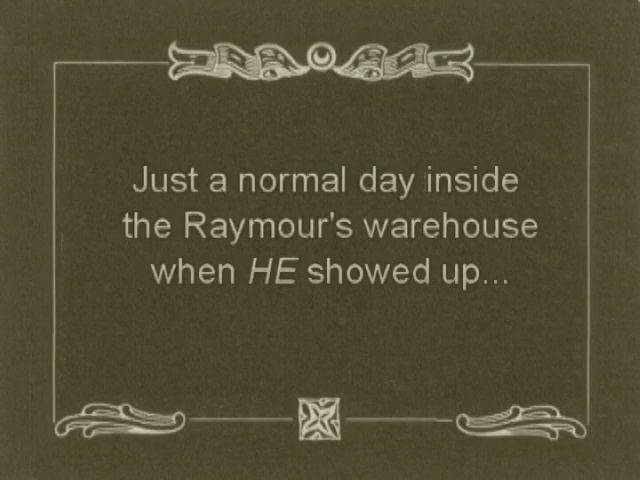 Just a normal day inside
the Raymour's warehouse
when HE showed up...